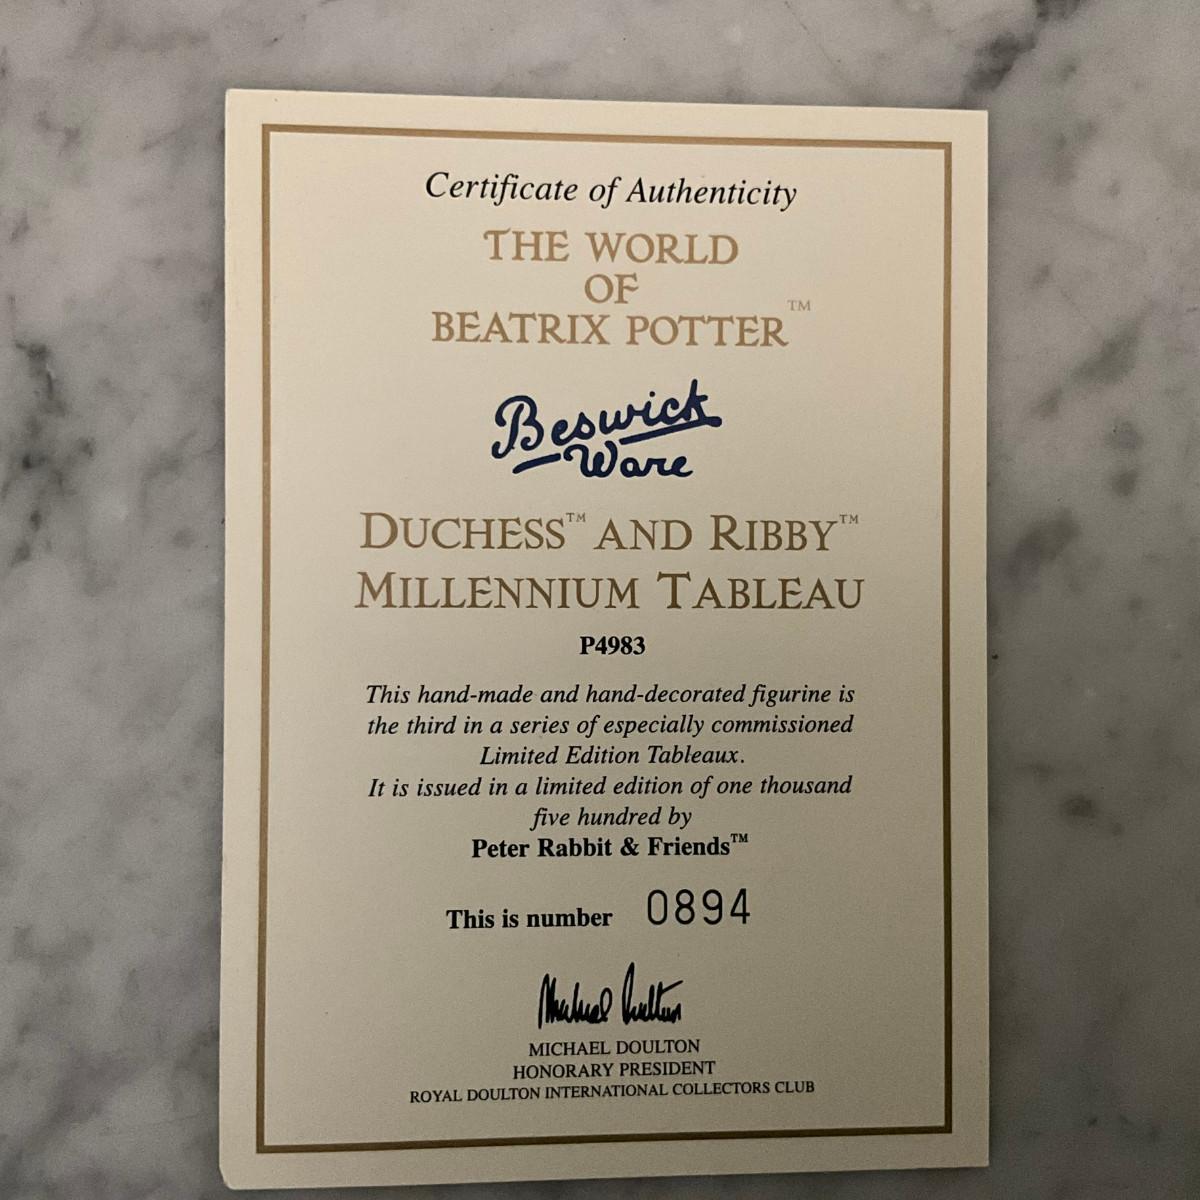 Certificate of Authenticity
THE WORLD
OF
BEATRIX POTTER™
Beswick
Ware
DUCHESS™ AND RIBBY™
MILLENNIUM TABLEAU
P4983
This hand-made and hand-decorated figurine is
the third in a series of especially commissioned
Limited Edition Tableaux.
It is issued in a limited edition of one thousand
five hundred by
Peter Rabbit & Friends™
This is number 0894
Michael Doulton
MICHAEL DOULTON
HONORARY PRESIDENT
ROYAL DOULTON INTERNATIONAL COLLECTORS CLUB